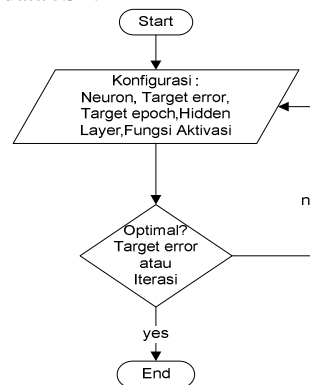 Start
Konfigurasi :
Neuron, Target error,
Target epoch,Hidden
Layer,Fungsi Aktivasi
Optimal?
Target error
atau
Iterasi
n
yes
End